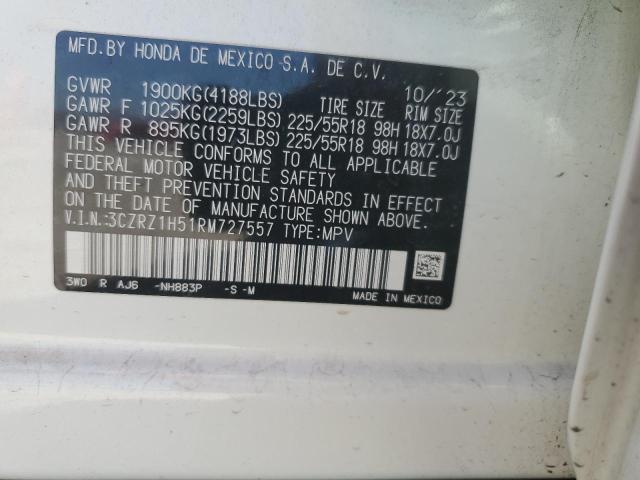 MFD.BY HONDA DE MEXICO S.A. DE C.V.
10/'23
GVWR 1900KG(4188LBS) TIRE SIZE RIM SIZE
GAWR F 1025KG(2259LBS) 225/55R18 98H 18X7.0J
GAWR R 895KG(1973LBS) 225/55R18 98H 18X7.0J
THIS VEHICLE CONFORMS TO ALL APPLICABLE
FEDERAL MOTOR VEHICLE SAFETY
AND THEFT PREVENTION STANDARDS IN EFFECT
ON THE DATE OF MANUFACTURE SHOWN ABOVE.
V.I.N.:3CZRZ1H51RM727557 TYPE:MPV
3W0 R AJ6 -NH883P -S -M
MADE IN MEXICO